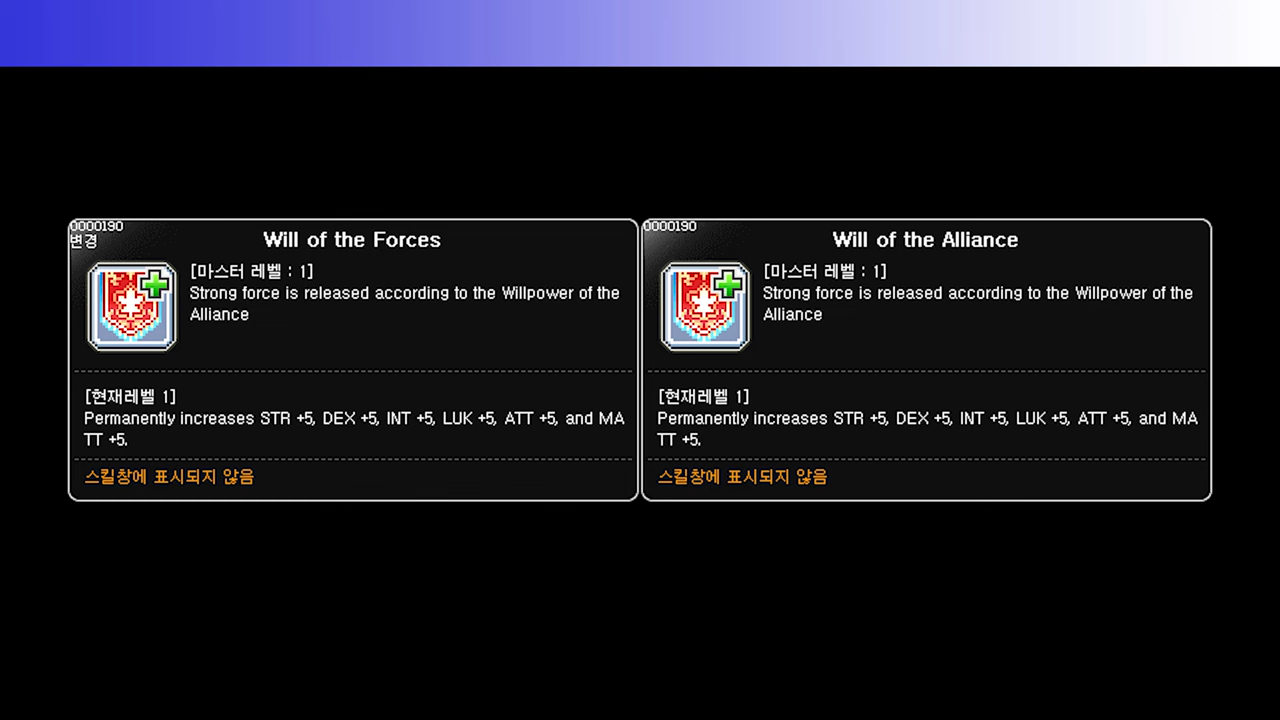 0000190
변경
Will of the Forces
[마스터 레벨 : 1]
Strong force is released according to the Willpower of the
Alliance
[현재레벨 1]
Permanently increases STR +5, DEX +5, INT +5, LUK +5, ATT +5, and MA
TT +5.
스킬창에 표시되지 않음
0000190
Will of the Alliance
[마스터 레벨 : 1]
Strong force is released according to the Willpower of the
Alliance
[현재레벨 1]
Permanently increases STR +5, DEX +5, INT +5, LUK +5, ATT +5, and MA
TT +5.
스킬창에 표시되지 않음